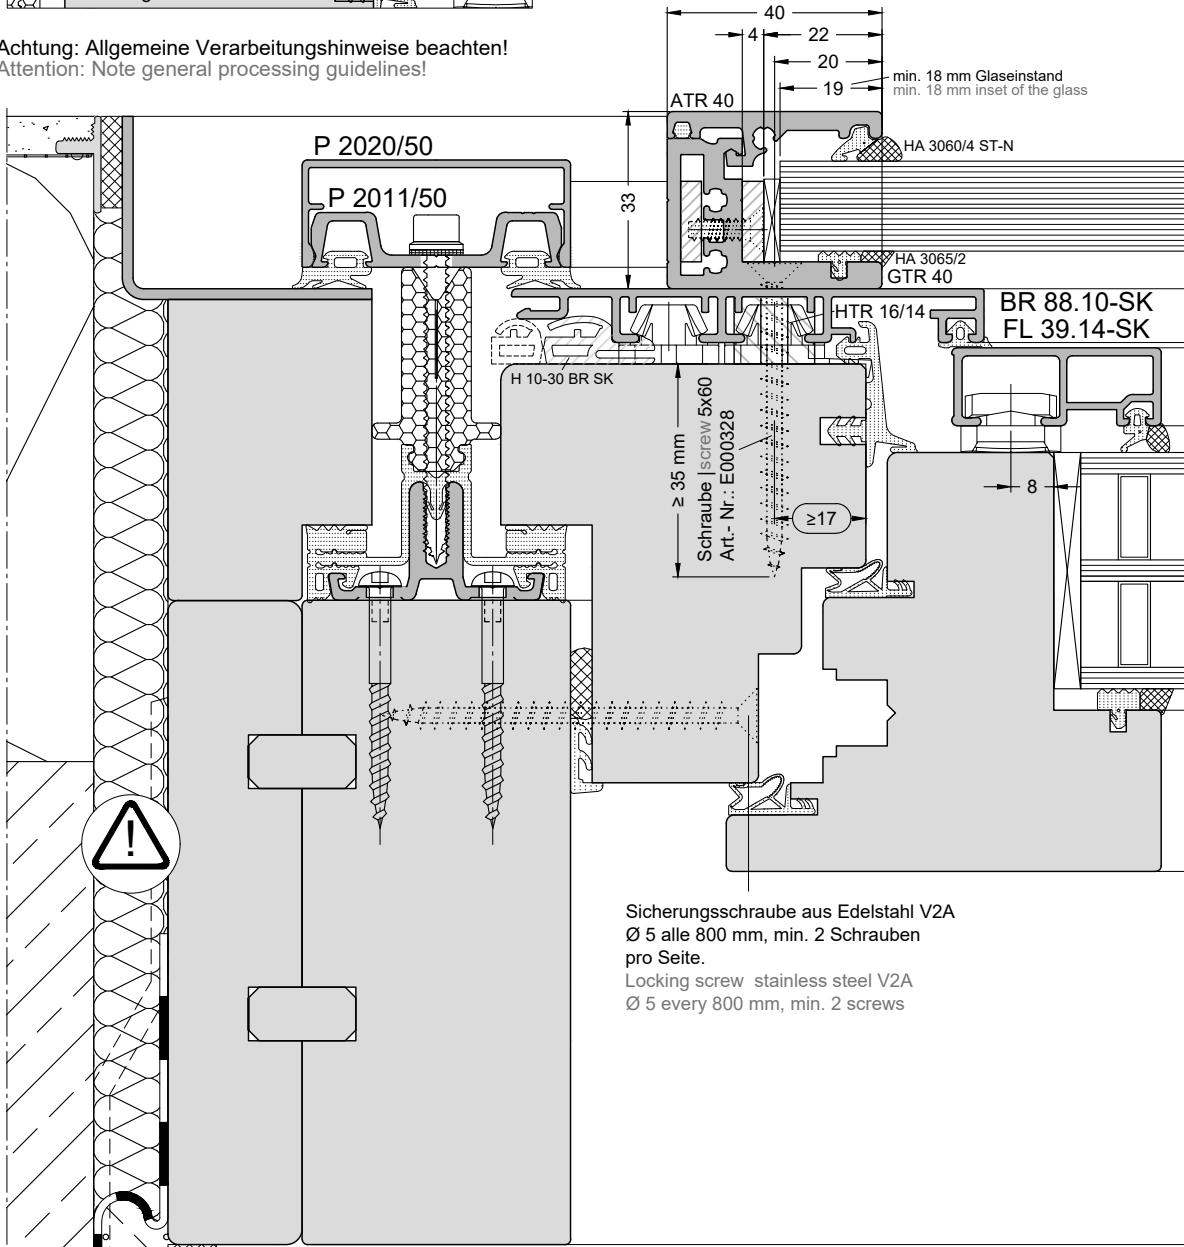 Achtung: Allgemeine Verarbeitungshinweise beachten!
Attention: Note general processing guidelines!
40
4
22
20
19
min. 18 mm Glaseinstand
min. 18 mm inset of the glass
ATR 40
HA 3060/4 ST-N
P 2020/50
P 2011/50
33
HA 3065/2
GTR 40
HTR 16/14
BR 88.10-SK
FL 39.14-SK
H 10-30 BR SK
≥ 35 mm
Schraube | screw 5x60
Art.- Nr.: E000328
≥17
8
!
Sicherungsschraube aus Edelstahl V2A
Ø 5 alle 800 mm, min. 2 Schrauben
pro Seite.
Locking screw stainless steel V2A
Ø 5 every 800 mm, min. 2 screws